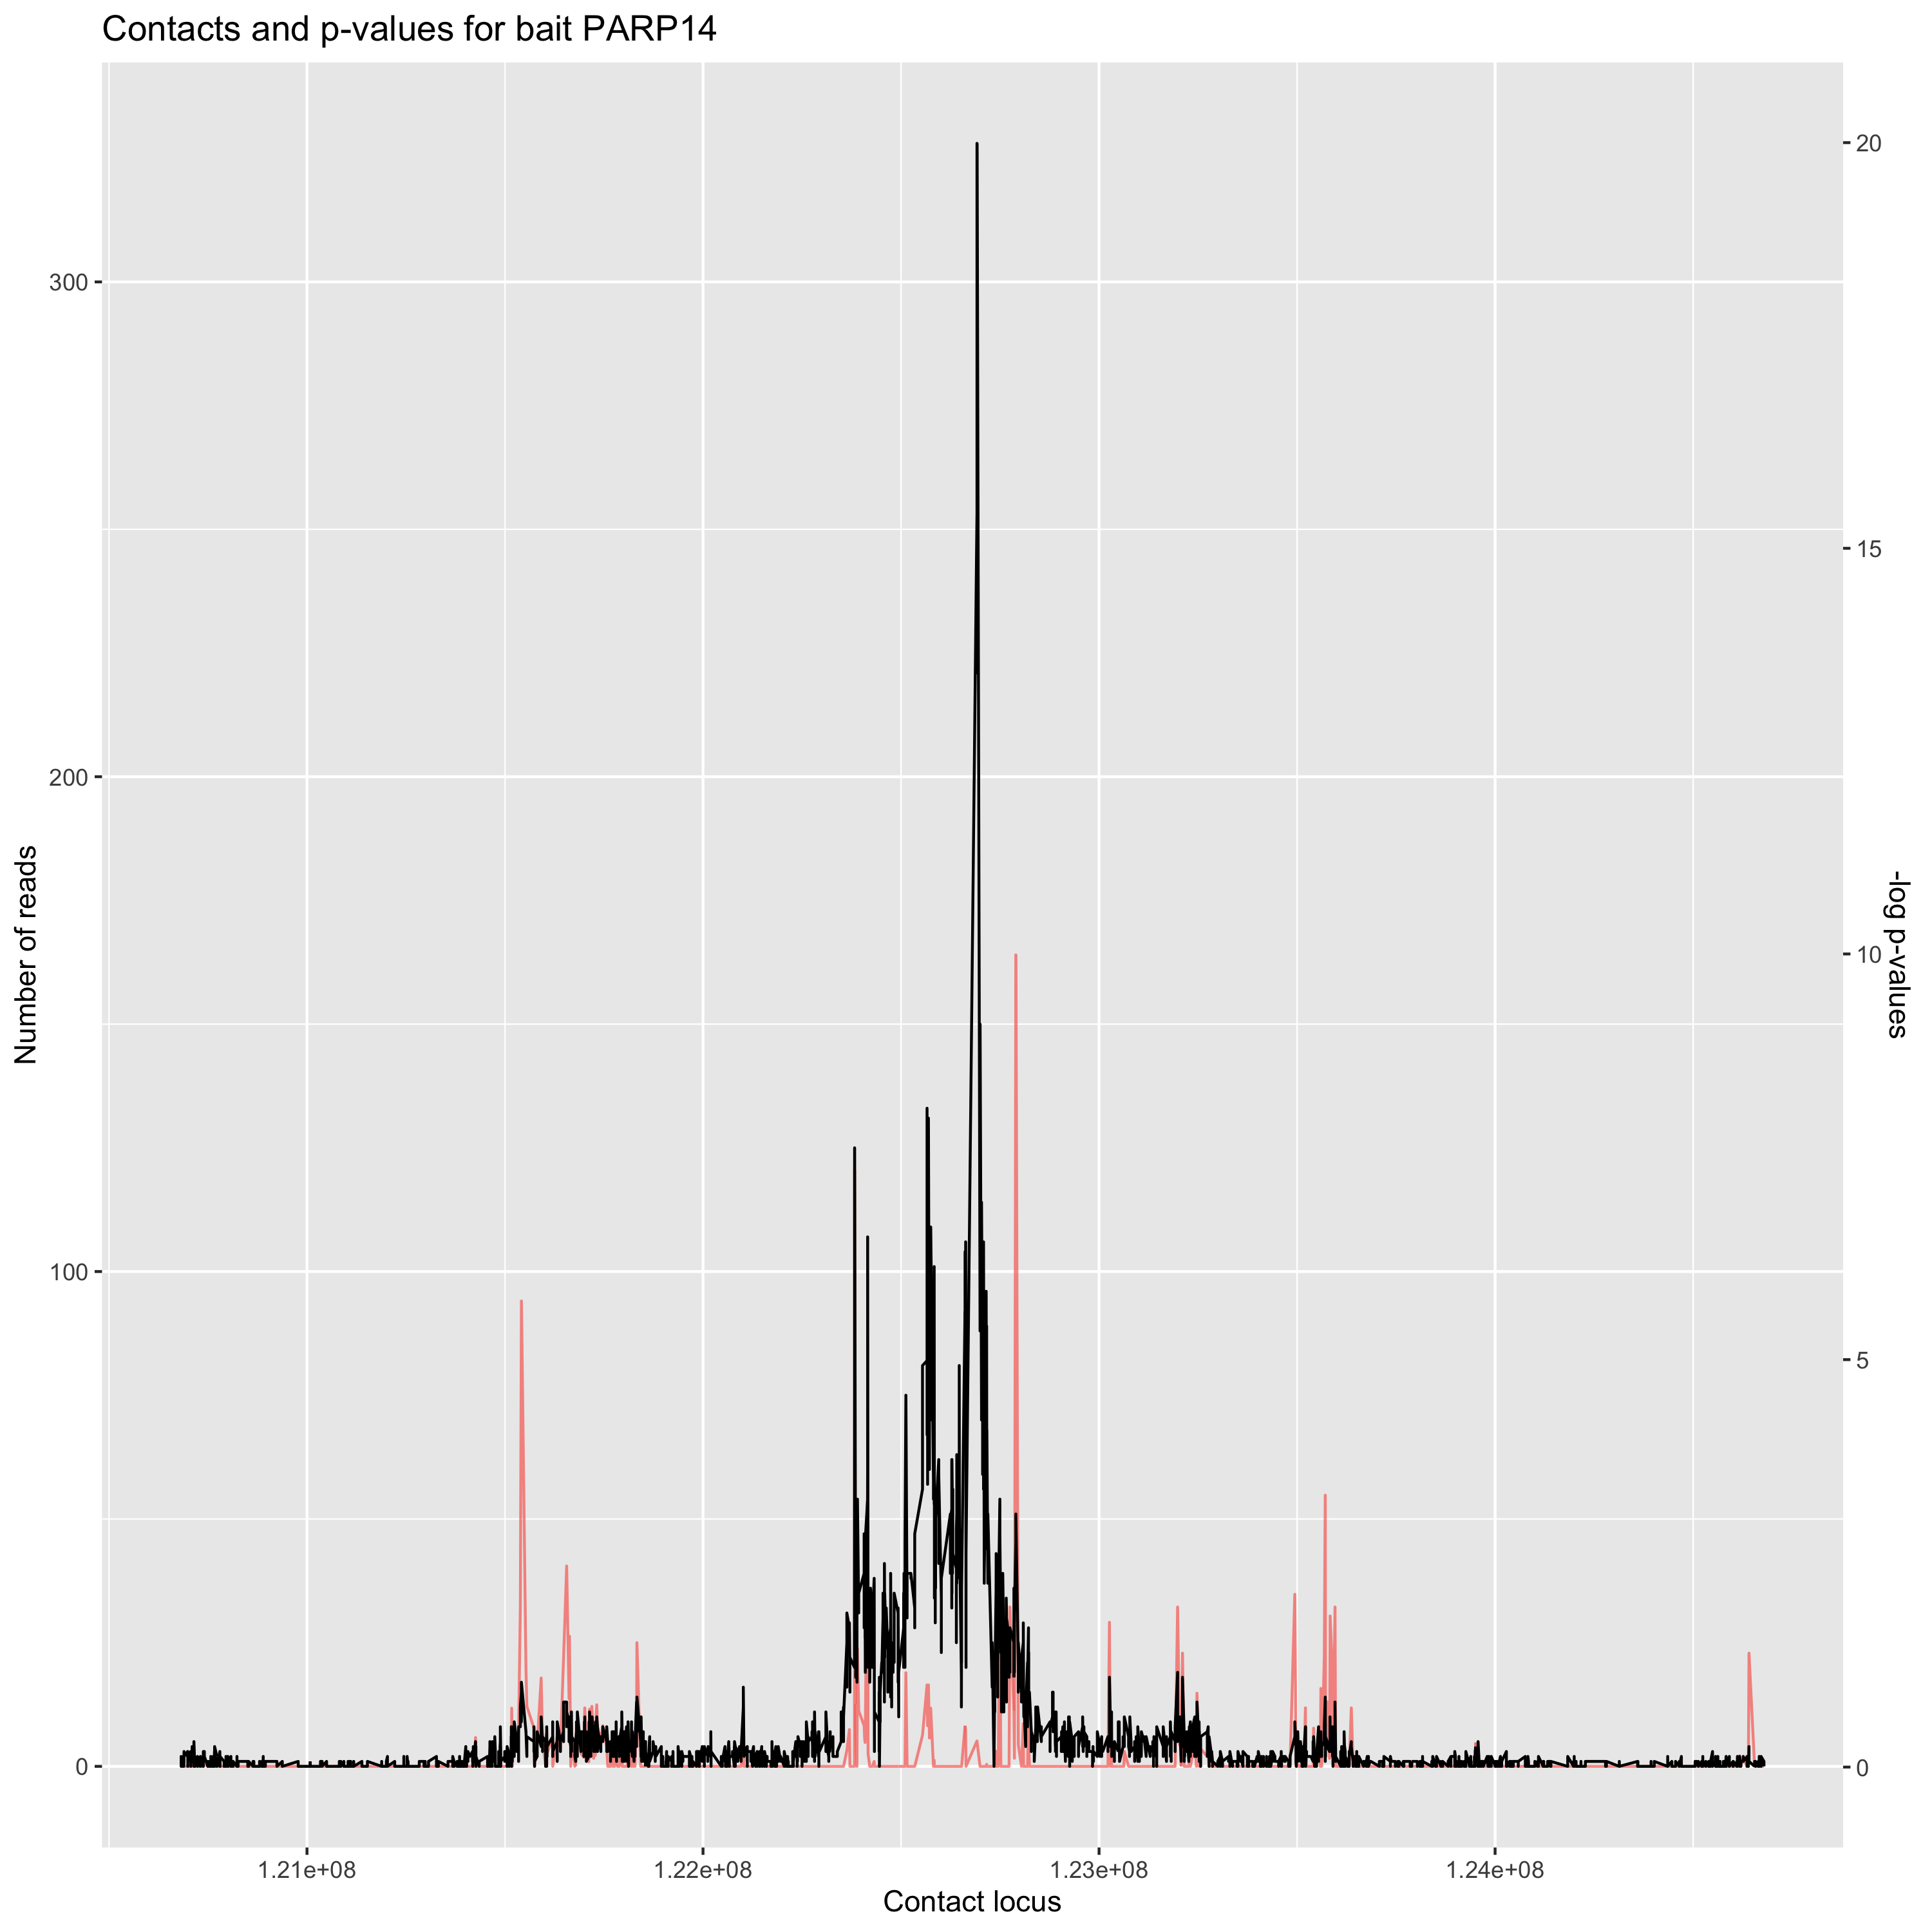 Contacts and p-values for bait PARP14
Number of reads
300
200
100
0
20
15
10
5
0
-log p-values
1.21e+08
1.22e+08
1.23e+08
1.24e+08
Contact locus